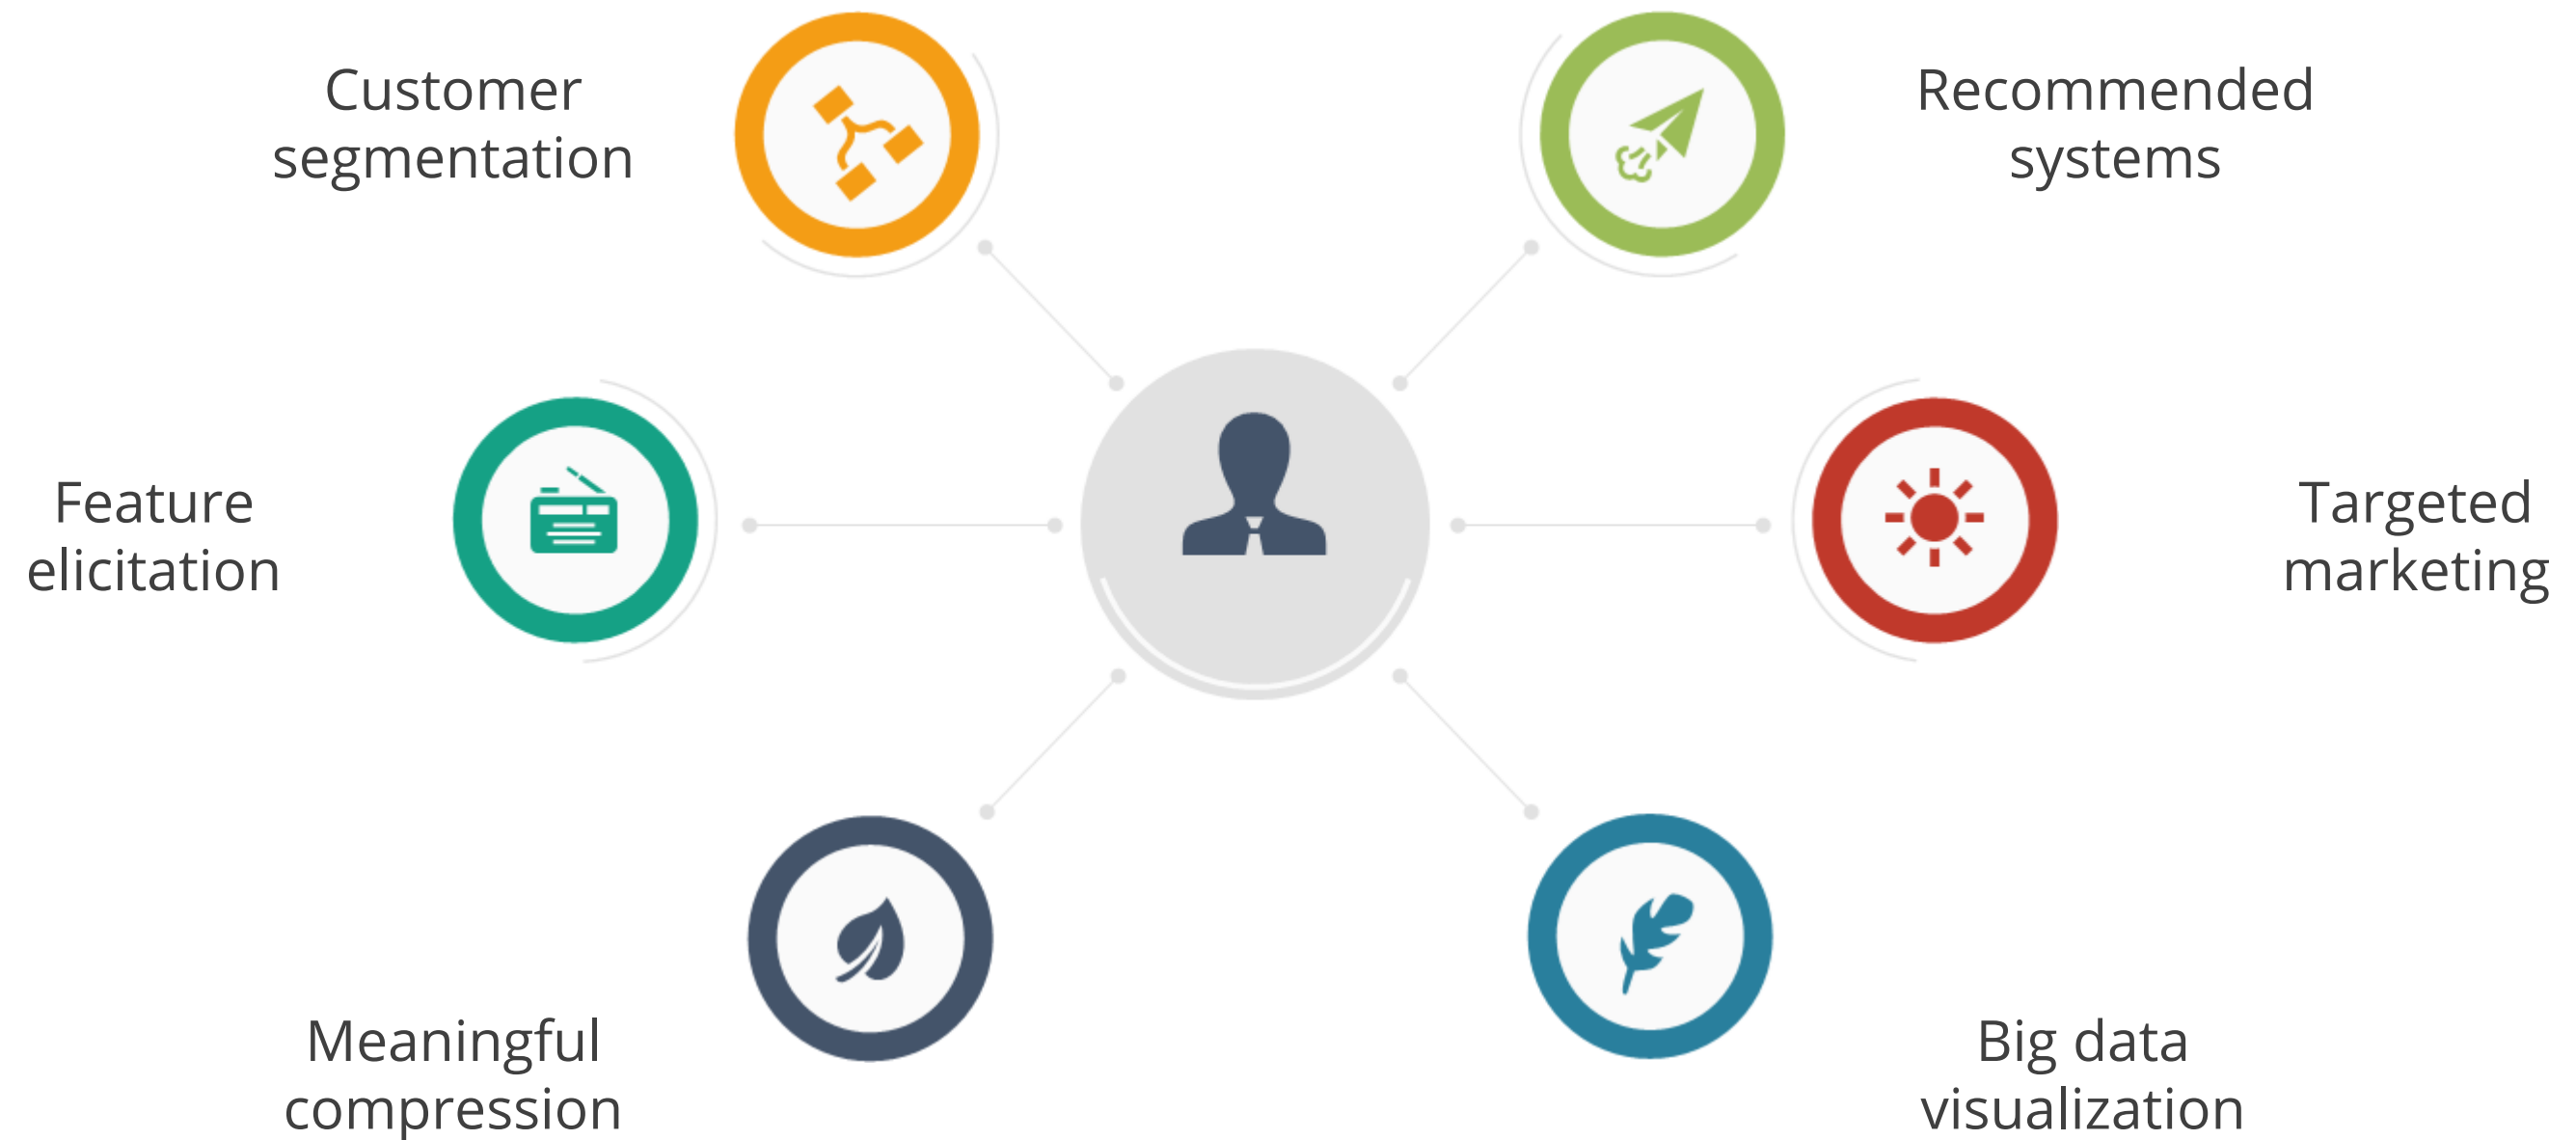 Customer
segmentation
Recommended
systems
Feature
elicitation
Targeted
marketing
Meaningful
compression
Big data
visualization